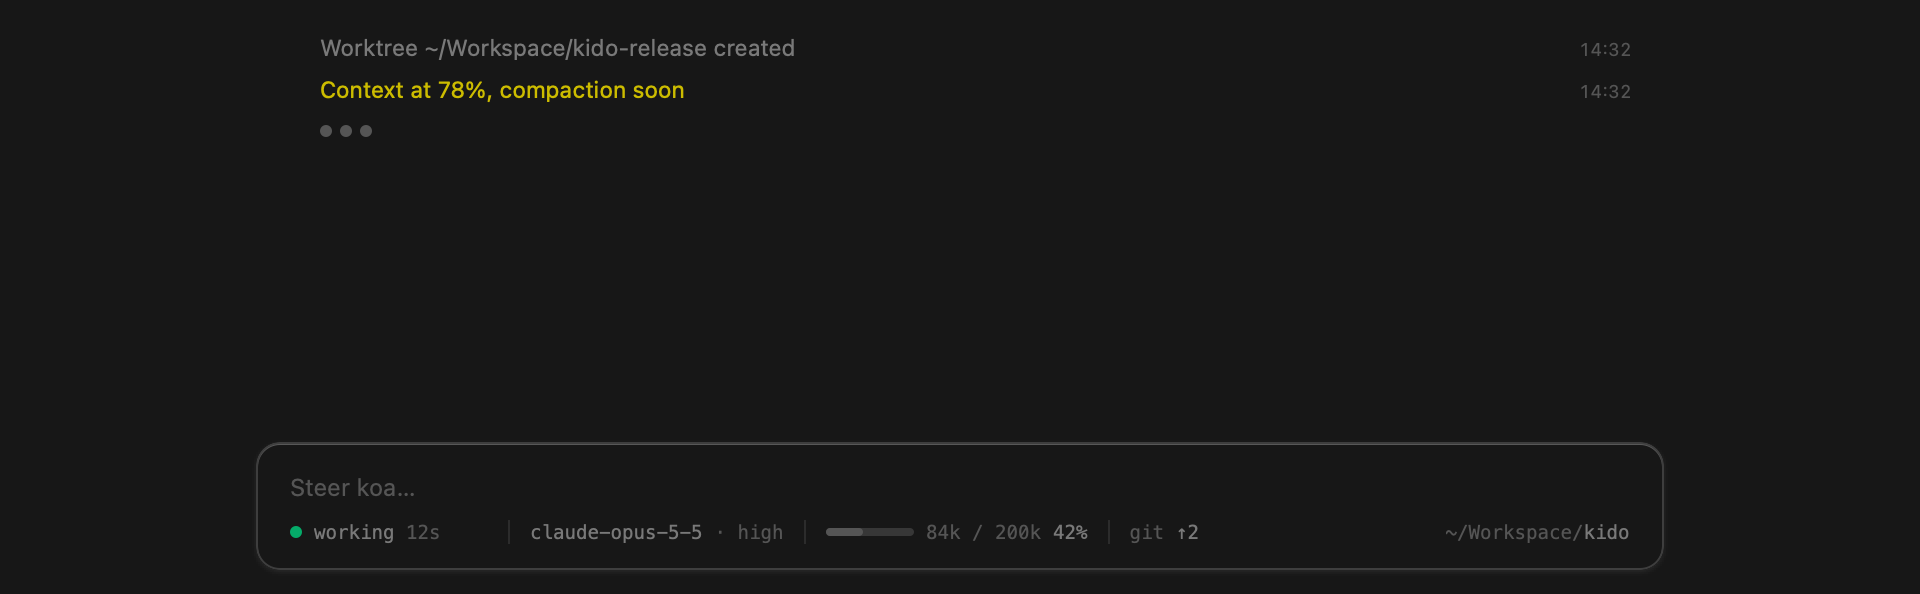 Worktree ~/Workspace/kido-release created 14:32
Context at 78%, compaction soon 14:32
Steer koa...
working 12s claude-opus-5-5 · high 84k / 200k 42% git ↑2 ~/Workspace/kido